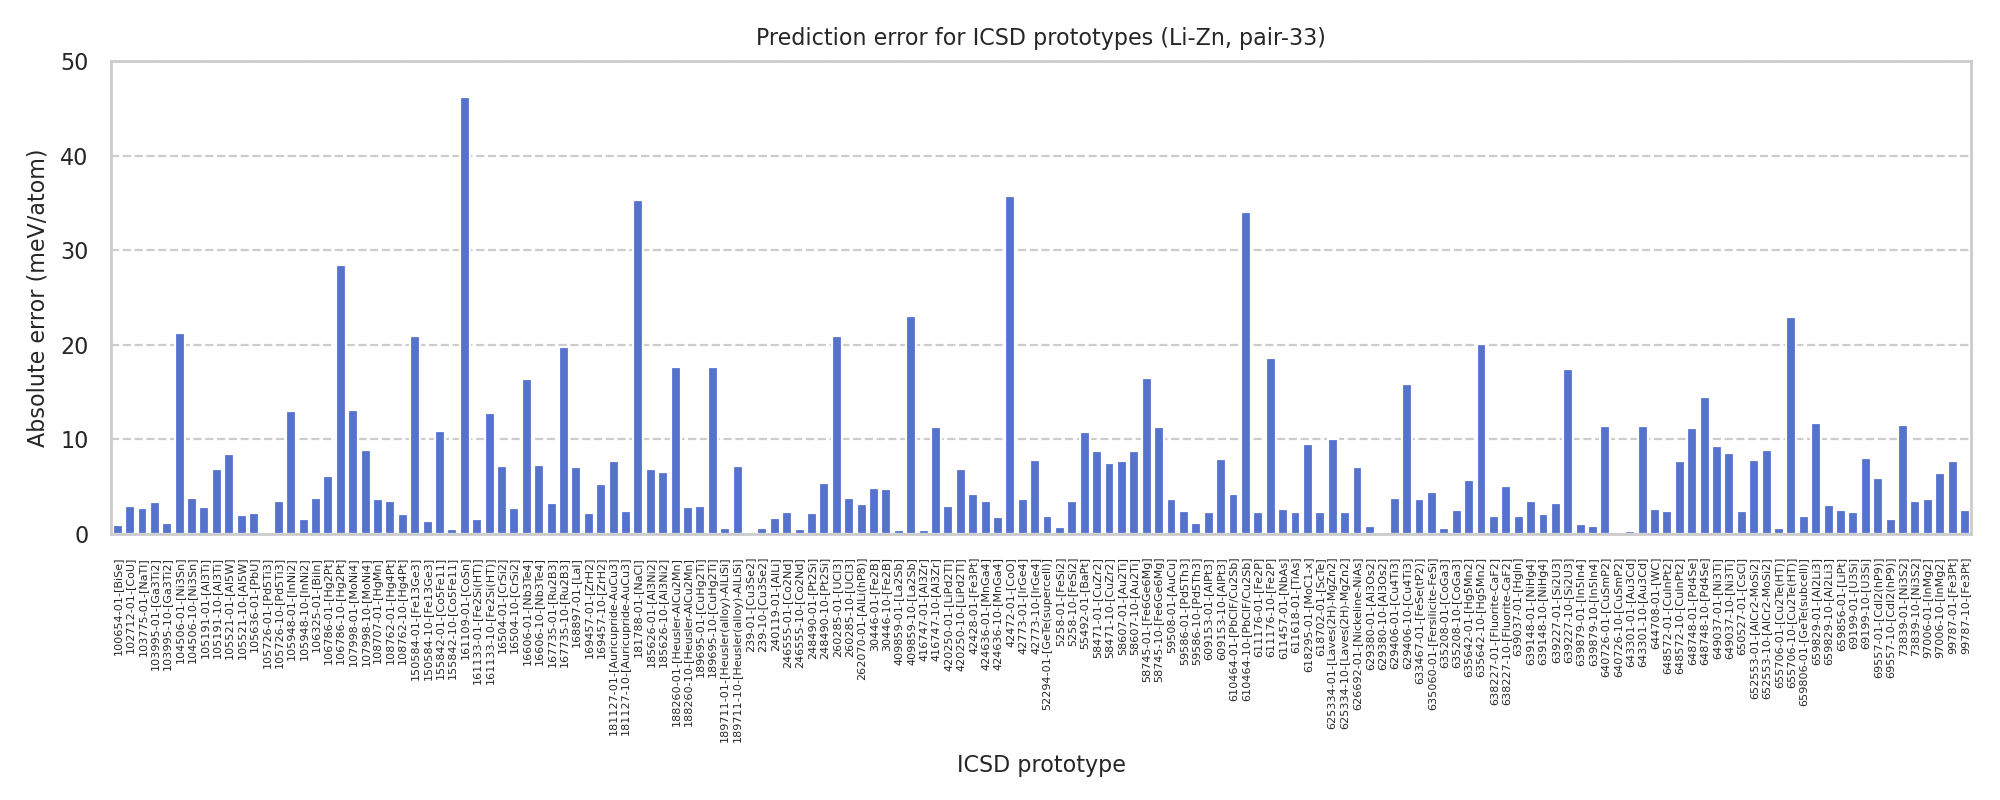 Prediction error for ICSD prototypes (Li-Zn, pair-33)
Absolute error (meV/atom)
50
40
30
20
10
0
100654-01-[BiSe]
102712-01-[CoU]
103775-01-[NaTl]
103995-01-[Ga3Ti2]
103995-10-[Ga3Ti2]
104506-01-[Ni3Sn]
104506-10-[Ni3Sn]
105191-01-[Al3Ti]
105191-10-[Al3Ti]
105521-01-[Al5W]
105521-10-[Al5W]
105636-01-[PbU]
105726-01-[Pd5Ti3]
105726-10-[Pd5Ti3]
105948-01-[InNi2]
105948-10-[InNi2]
106325-01-[BiIn]
106786-01-[Hg2Pt]
106786-10-[Hg2Pt]
107998-01-[MoNi4]
107998-10-[MoNi4]
108707-01-[HgMn]
108762-01-[Hg4Pt]
108762-10-[Hg4Pt]
150584-01-[Fe13Ge3]
150584-10-[Fe13Ge3]
155842-01-[Co5Fe11]
155842-10-[Co5Fe11]
161109-01-[CoSn]
161133-01-[Fe2Si(HT)]
161133-10-[Fe2Si(HT)]
16504-01-[CrSi2]
16504-10-[CrSi2]
16606-01-[Nb3Te4]
16606-10-[Nb3Te4]
167735-01-[Ru2B3]
167735-10-[Ru2B3]
168897-01-[LaI]
169457-01-[ZrH2]
169457-10-[ZrH2]
181127-01-[Auricupride-AuCu3]
181127-10-[Auricupride-AuCu3]
181788-01-[NaCl]
185626-01-[Al3Ni2]
185626-10-[Al3Ni2]
188260-01-[Heusler-AlCu2Mn]
188260-10-[Heusler-AlCu2Mn]
189695-01-[CuHg2Ti]
189695-10-[CuHg2Ti]
189711-01-[Heusler(alloy)-AlLiSi]
189711-10-[Heusler(alloy)-AlLiSi]
239-01-[Cu3Se2]
239-10-[Cu3Se2]
240119-01-[AlLi]
246555-01-[Co2Nd]
246555-10-[Co2Nd]
248490-01-[Pt2Si]
248490-10-[Pt2Si]
260285-01-[UCl3]
260285-10-[UCl3]
262070-01-[AlLi(hP8)]
30446-01-[Fe2B]
30446-10-[Fe2B]
409859-01-[La2Sb]
409859-10-[La2Sb]
416747-01-[Al3Zr]
416747-10-[Al3Zr]
420250-01-[LiPd2Tl]
420250-10-[LiPd2Tl]
42428-01-[Fe3Pt]
424636-01-[MnGa4]
424636-10-[MnGa4]
42472-01-[CoO]
42773-01-[IrGe4]
42773-10-[IrGe4]
52294-01-[GeTe(supercell)]
5258-01-[FeSi2]
5258-10-[FeSi2]
55492-01-[BaPt]
58471-01-[CuZr2]
58471-10-[CuZr2]
58607-01-[Au2Ti]
58607-10-[Au2Ti]
58745-01-[Fe6Ge6Mg]
58745-10-[Fe6Ge6Mg]
59508-01-[AuCu]
59586-01-[Pd5Th3]
59586-10-[Pd5Th3]
609153-01-[AlPt3]
609153-10-[AlPt3]
610464-01-[PbClF/Cu2Sb]
610464-10-[PbClF/Cu2Sb]
611176-01-[Fe2P]
611176-10-[Fe2P]
611457-01-[NbAs]
611618-01-[TiAs]
618295-01-[MoC1-x]
618702-01-[ScTe]
625334-01-[Laves(2H)-MgZn2]
625334-10-[Laves(2H)-MgZn2]
626692-01-[Nickeline-NiAs]
629380-01-[Al3Os2]
629380-10-[Al3Os2]
629406-01-[Cu4Ti3]
629406-10-[Cu4Ti3]
633467-01-[FeSe(tP2)]
635060-01-[Fersilicite-FeSi]
635208-01-[CoGa3]
635208-10-[CoGa3]
635642-01-[Hg5Mn2]
635642-10-[Hg5Mn2]
638227-01-[Fluorite-CaF2]
638227-10-[Fluorite-CaF2]
639037-01-[HgIn]
639148-01-[NiHg4]
639148-10-[NiHg4]
639227-01-[Si2U3]
639227-10-[Si2U3]
639879-01-[In5In4]
639879-10-[In5In4]
640726-01-[CuSmP2]
640726-10-[CuSmP2]
643301-01-[Au3Cd]
643301-10-[Au3Cd]
644708-01-[WC]
648572-01-[CuInPt2]
648572-10-[CuInPt2]
648748-01-[Pd4Se]
648748-10-[Pd4Se]
649037-01-[Ni3Ti]
649037-10-[Ni3Ti]
650527-01-[CsCl]
652553-01-[AlCr2-MoSi2]
652553-10-[AlCr2-MoSi2]
655706-01-[Cu2Te(HT)]
655706-10-[Cu2Te(HT)]
659806-01-[GeTe(subcell)]
659829-01-[Al2Li3]
659829-10-[Al2Li3]
659856-01-[LiPt]
69199-01-[U3Si]
69199-10-[U3Si]
69557-01-[CdI2(hP9)]
69557-10-[CdI2(hP9)]
73839-01-[Ni3S2]
73839-10-[Ni3S2]
97006-01-[InMg2]
97006-10-[InMg2]
99787-01-[Fe3Pt]
99787-10-[Fe3Pt]
ICSD prototype